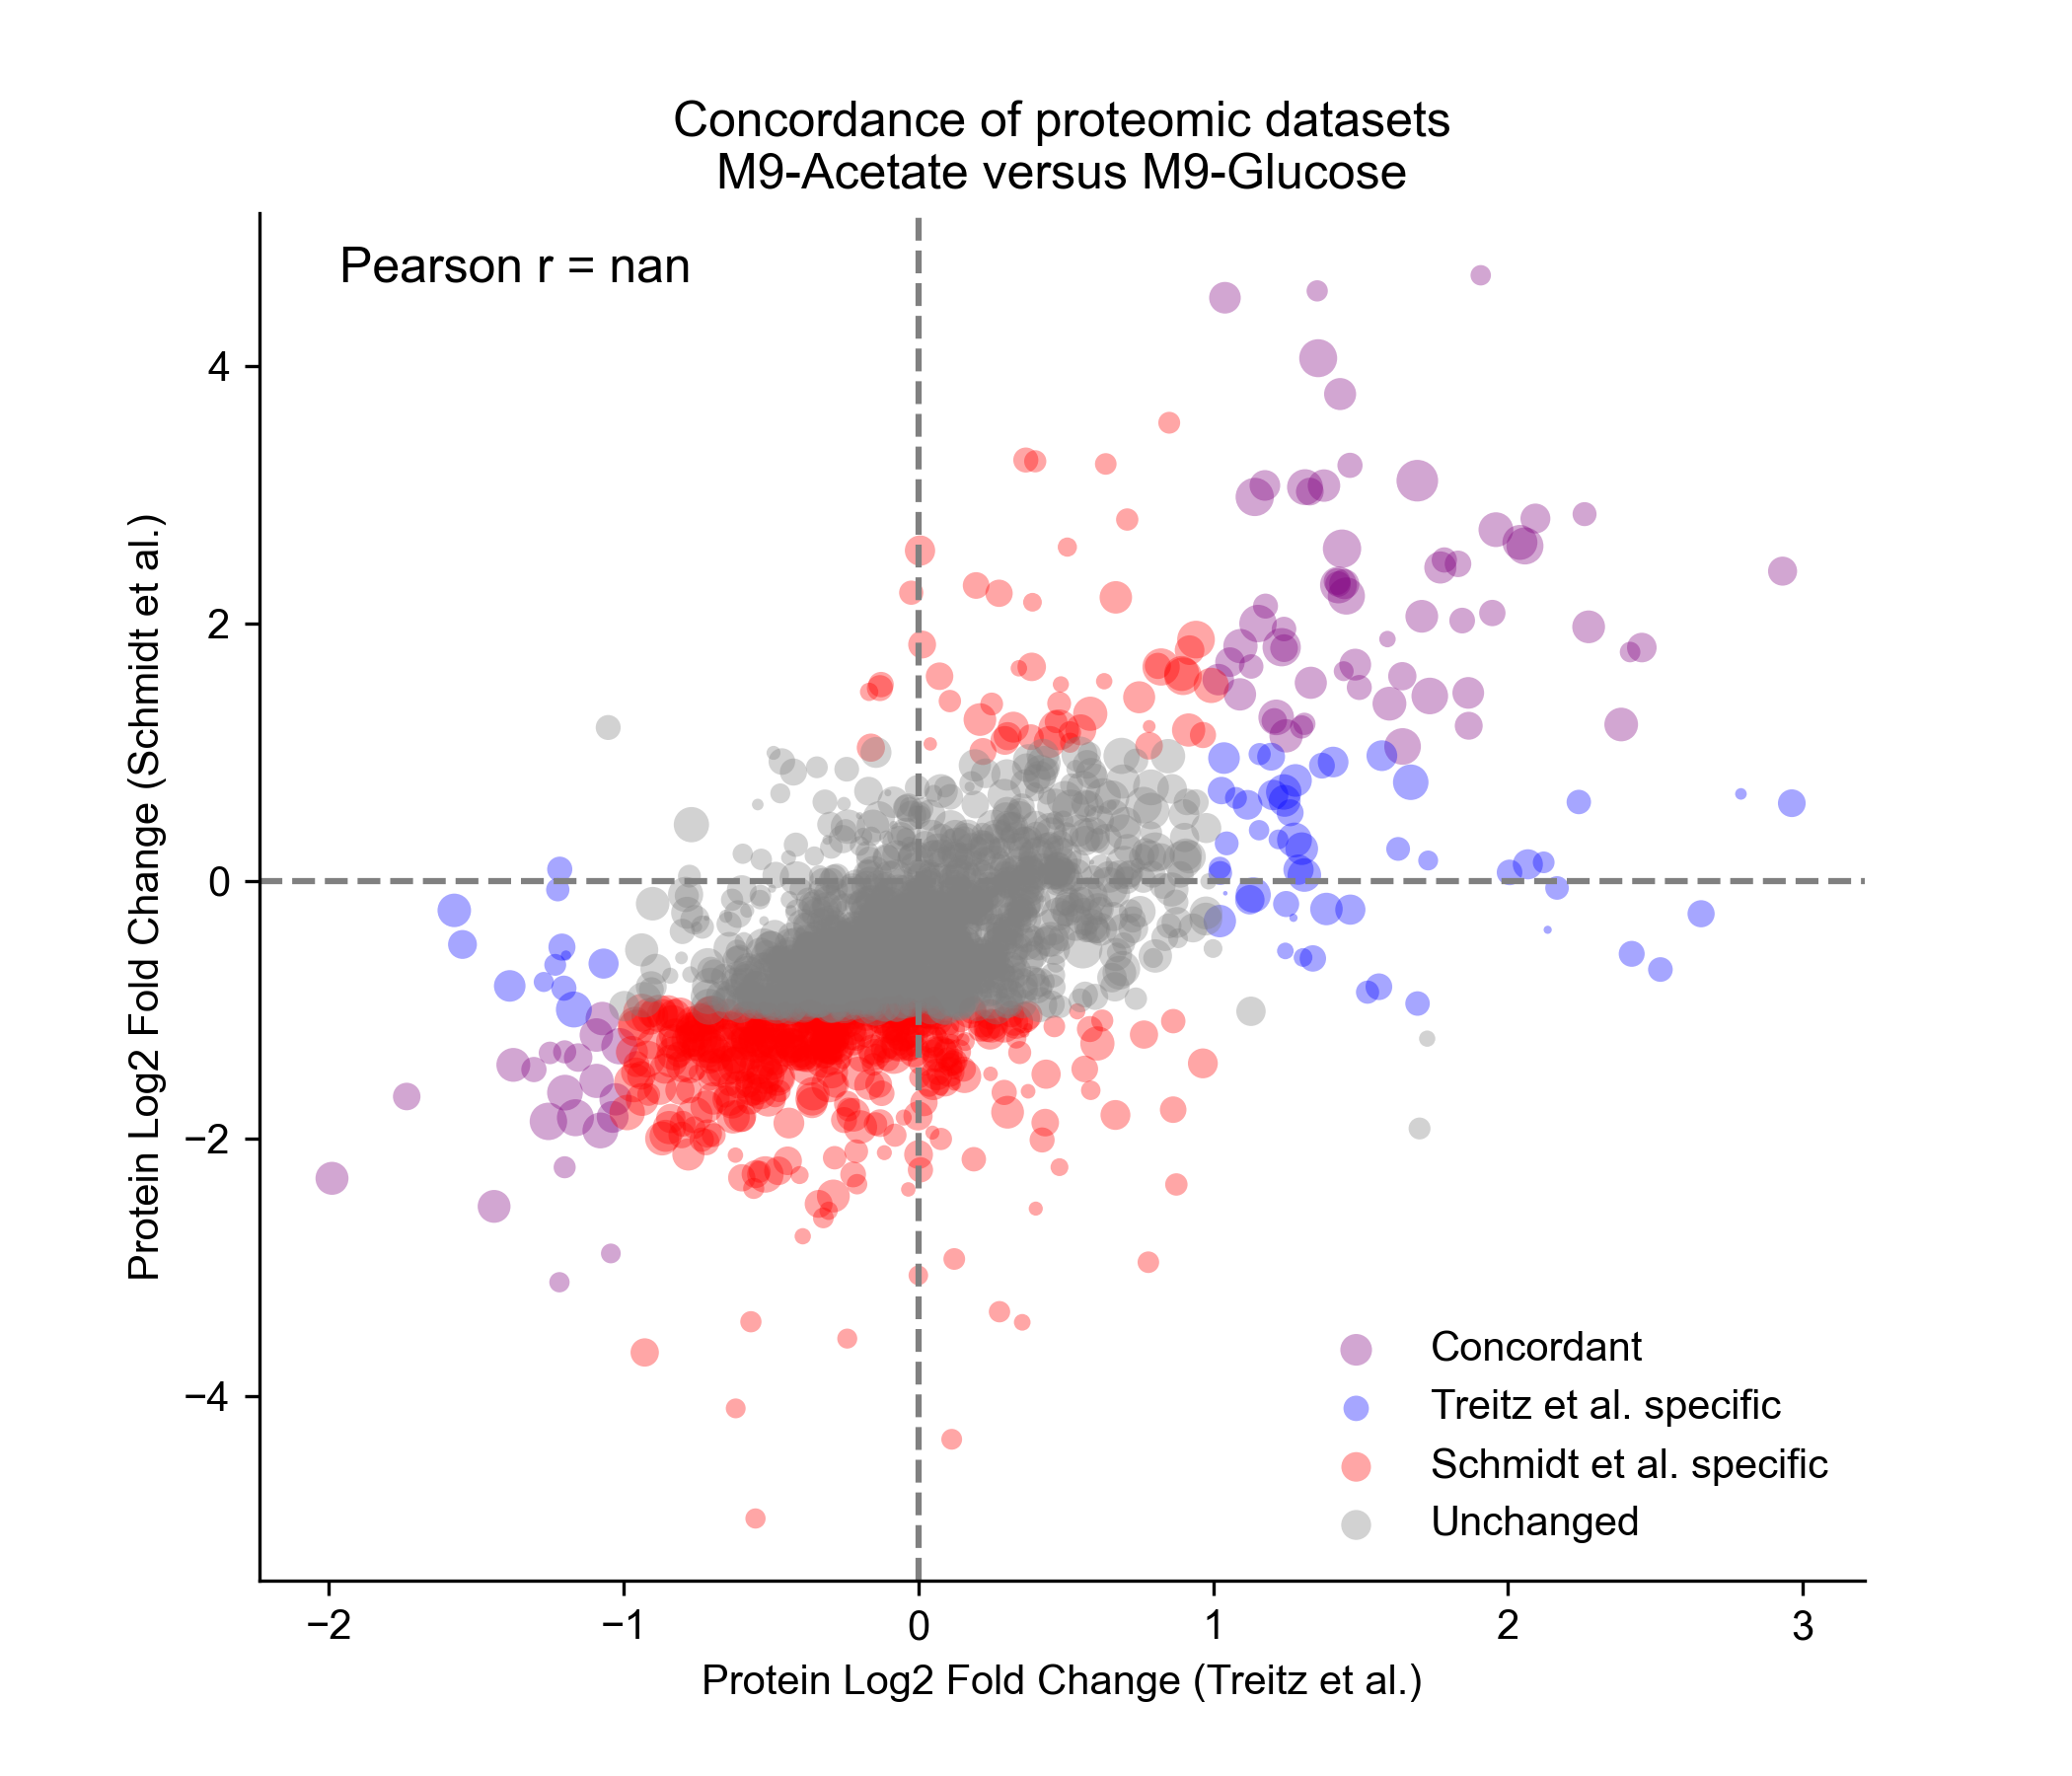 Concordance of proteomic datasets
M9-Acetate versus M9-Glucose
Pearson r = nan
Protein Log2 Fold Change (Schmidt et al.)
4
2
0
−2
−4
Concordant
Treitz et al. specific
Schmidt et al. specific
Unchanged
−2 −1 0 1 2 3
Protein Log2 Fold Change (Treitz et al.)